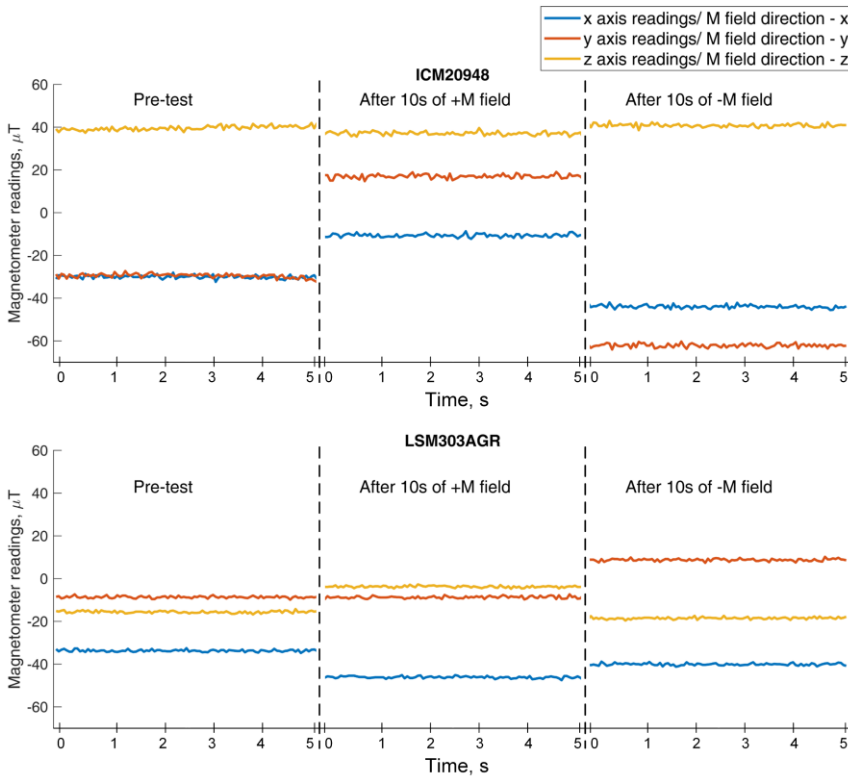 x axis readings/ M field direction - x
y axis readings/ M field direction - y
z axis readings/ M field direction - z
ICM20948
Pre-test
After 10s of +M field
After 10s of -M field
Magnetometer readings, μT
60
40
20
0
-20
-40
-60
0 1 2 3 4 5 0 1 2 3 4 5 0 1 2 3 4 5
Time, s
LSM303AGR
Pre-test
After 10s of +M field
After 10s of -M field
Magnetometer readings, μT
60
40
20
0
-20
-40
-60
0 1 2 3 4 5 0 1 2 3 4 5 0 1 2 3 4 5
Time, s